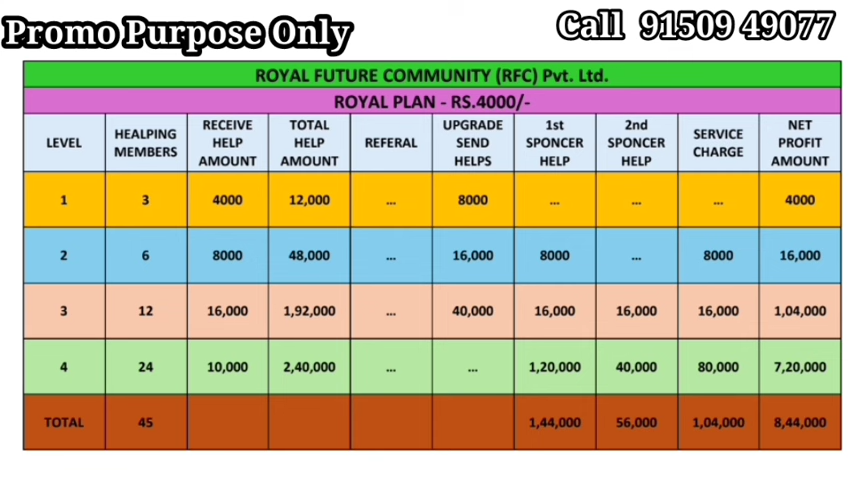 Promo Purpose Only
Call 91509 49077
ROYAL FUTURE COMMUNITY (RFC) Pvt. Ltd.
ROYAL PLAN - RS.4000/-
LEVEL HEALPING MEMBERS RECEIVE HELP AMOUNT TOTAL HELP AMOUNT REFERAL UPGRADE SEND HELPS 1st SPONCER HELP 2nd SPONCER HELP SERVICE CHARGE NET PROFIT AMOUNT
1 3 4000 12,000 ... 8000 ... ... ... 4000
2 6 8000 48,000 ... 16,000 8000 ... 8000 16,000
3 12 16,000 1,92,000 ... 40,000 16,000 16,000 16,000 1,04,000
4 24 10,000 2,40,000 ... ... 1,20,000 40,000 80,000 7,20,000
TOTAL 45 1,44,000 56,000 1,04,000 8,44,000